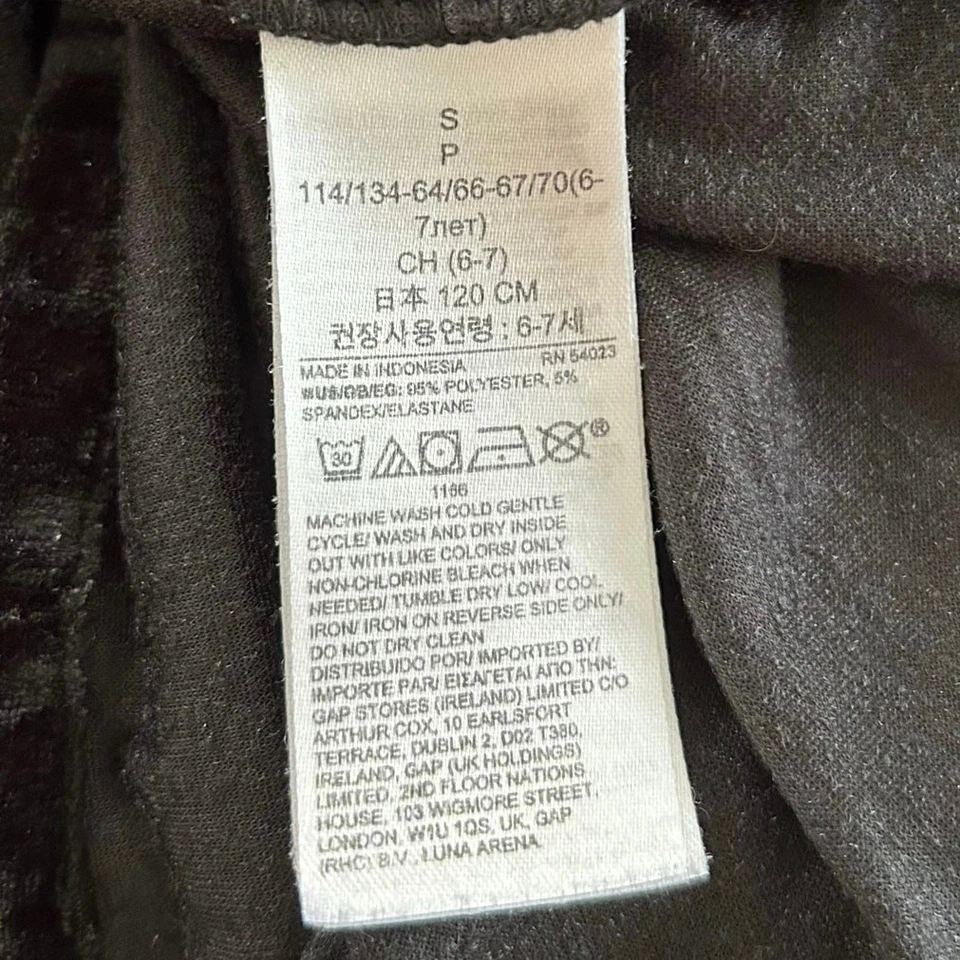 S
P
114/134-64/66-67/70(6-
7лет)
CH (6-7)
日本 120 CM
권장사용연령 : 6-7세
MADE IN INDONESIA RN 54023
US/GB/EG: 95% POLYESTER, 5%
SPANDEX/ELASTANE
30
®
1166
MACHINE WASH COLD GENTLE
CYCLE/ WASH AND DRY INSIDE
OUT WITH LIKE COLORS/ ONLY
NON-CHLORINE BLEACH WHEN
NEEDED/ TUMBLE DRY LOW/ COOL
IRON/ IRON ON REVERSE SIDE ONLY/
DO NOT DRY CLEAN
DISTRIBUIDO POR/ IMPORTED BY/
IMPORTE PAR/ ΕΙΣΑΓΕΤΑΙ ΑΠΟ ΤΗΝ:
GAP STORES (IRELAND) LIMITED C/O
ARTHUR COX, 10 EARLSFORT
TERRACE, DUBLIN 2, D02 T380,
IRELAND, GAP (UK HOLDINGS)
LIMITED, 2ND FLOOR NATIONS
HOUSE, 103 WIGMORE STREET,
LONDON, W1U 1QS, UK, GAP
(RHC) B.V., LUNA ARENA,